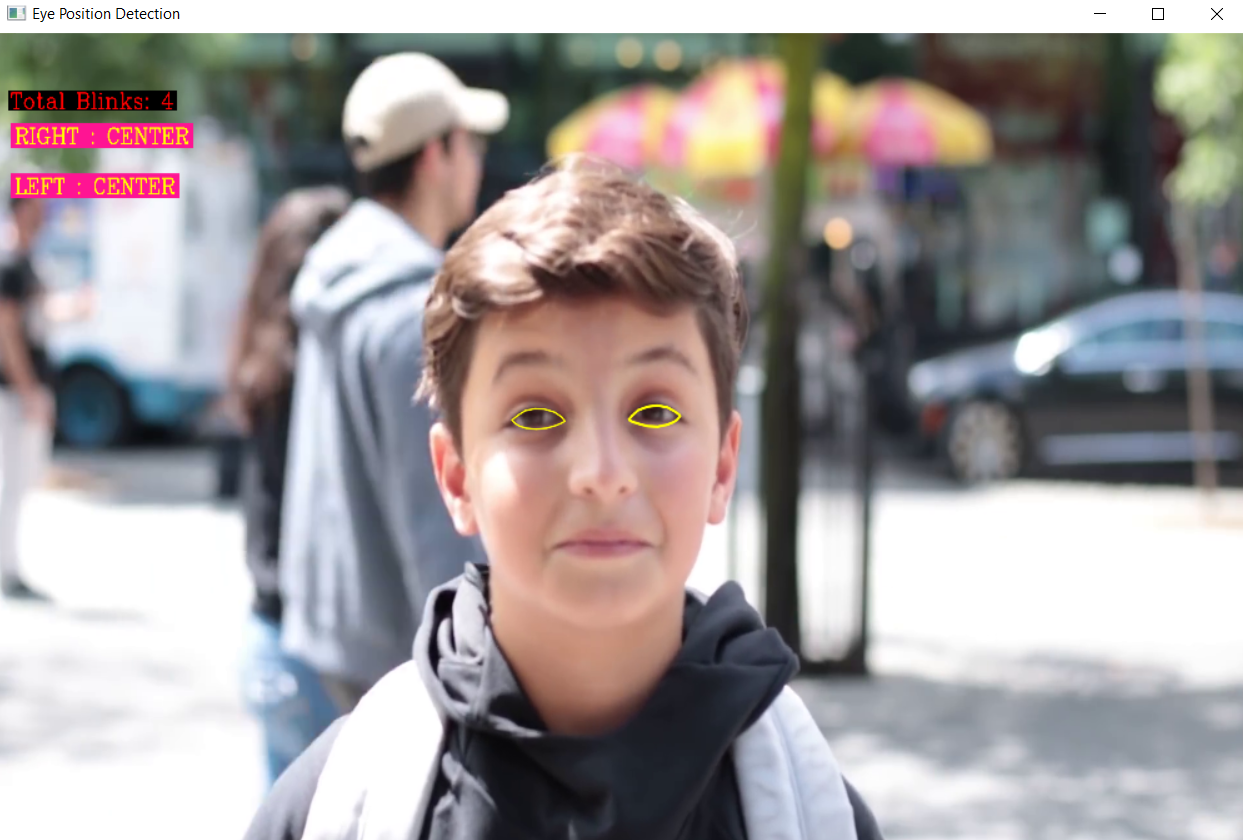 Eye Position Detection
Total Blinks: 4
RIGHT : CENTER
LEFT : CENTER